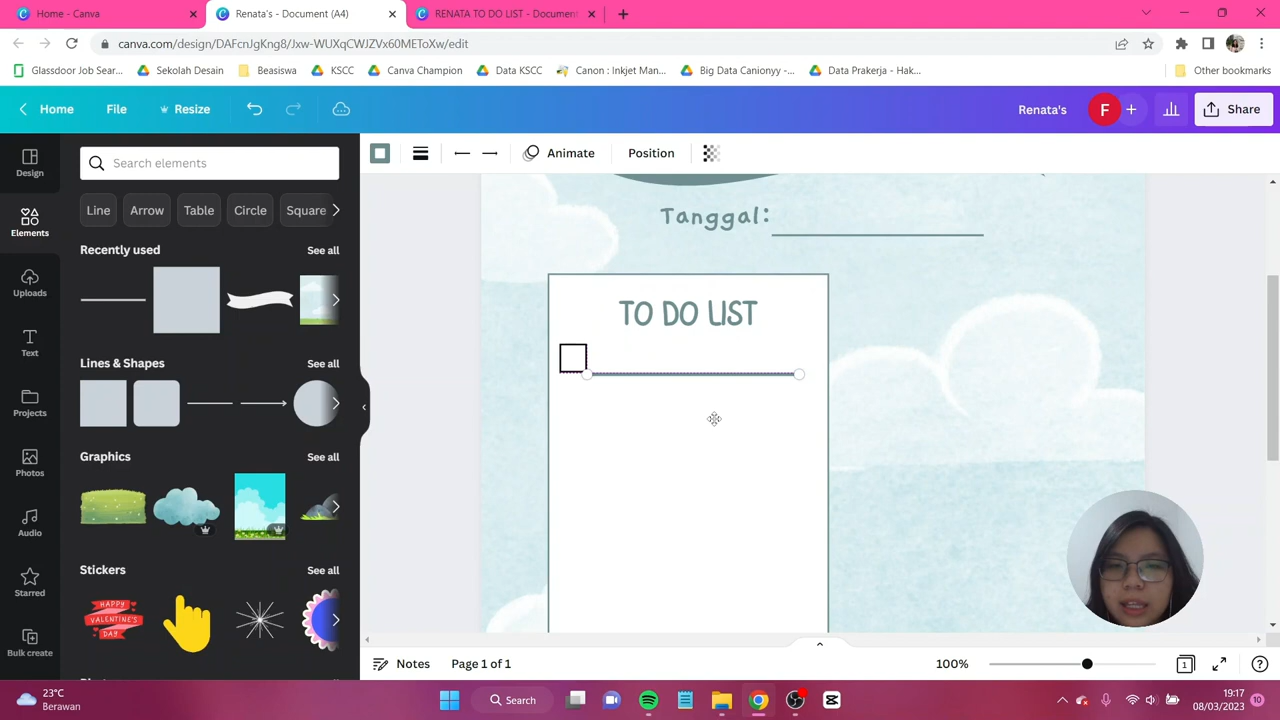 Home - Canva
Renata's - Document (A4)
RENATA TO DO LIST - Document
canva.com/design/DAFcnJgKng8/Jxw-WUXqCWJZVx60METoXw/edit
Glassdoor Job Sear...
Sekolah Desain
Beasiswa
KSCC
Canva Champion
Data KSCC
Canon : Inkjet Man...
Big Data Canionyy -...
Data Prakerja - Hak...
Other bookmarks
Home
File
Resize
Renata's
F
Share
Design
Elements
Uploads
Text
Projects
Photos
Audio
Starred
Bulk create
Search elements
Line
Arrow
Table
Circle
Square
Recently used
See all
Lines & Shapes
See all
Graphics
See all
Stickers
HAPPY VALENTINE'S DAY
See all
Animate
Position
Tanggal:
TO DO LIST
Notes
Page 1 of 1
100%
1
23°C
Berawan
Search
19:17
08/03/2023
10